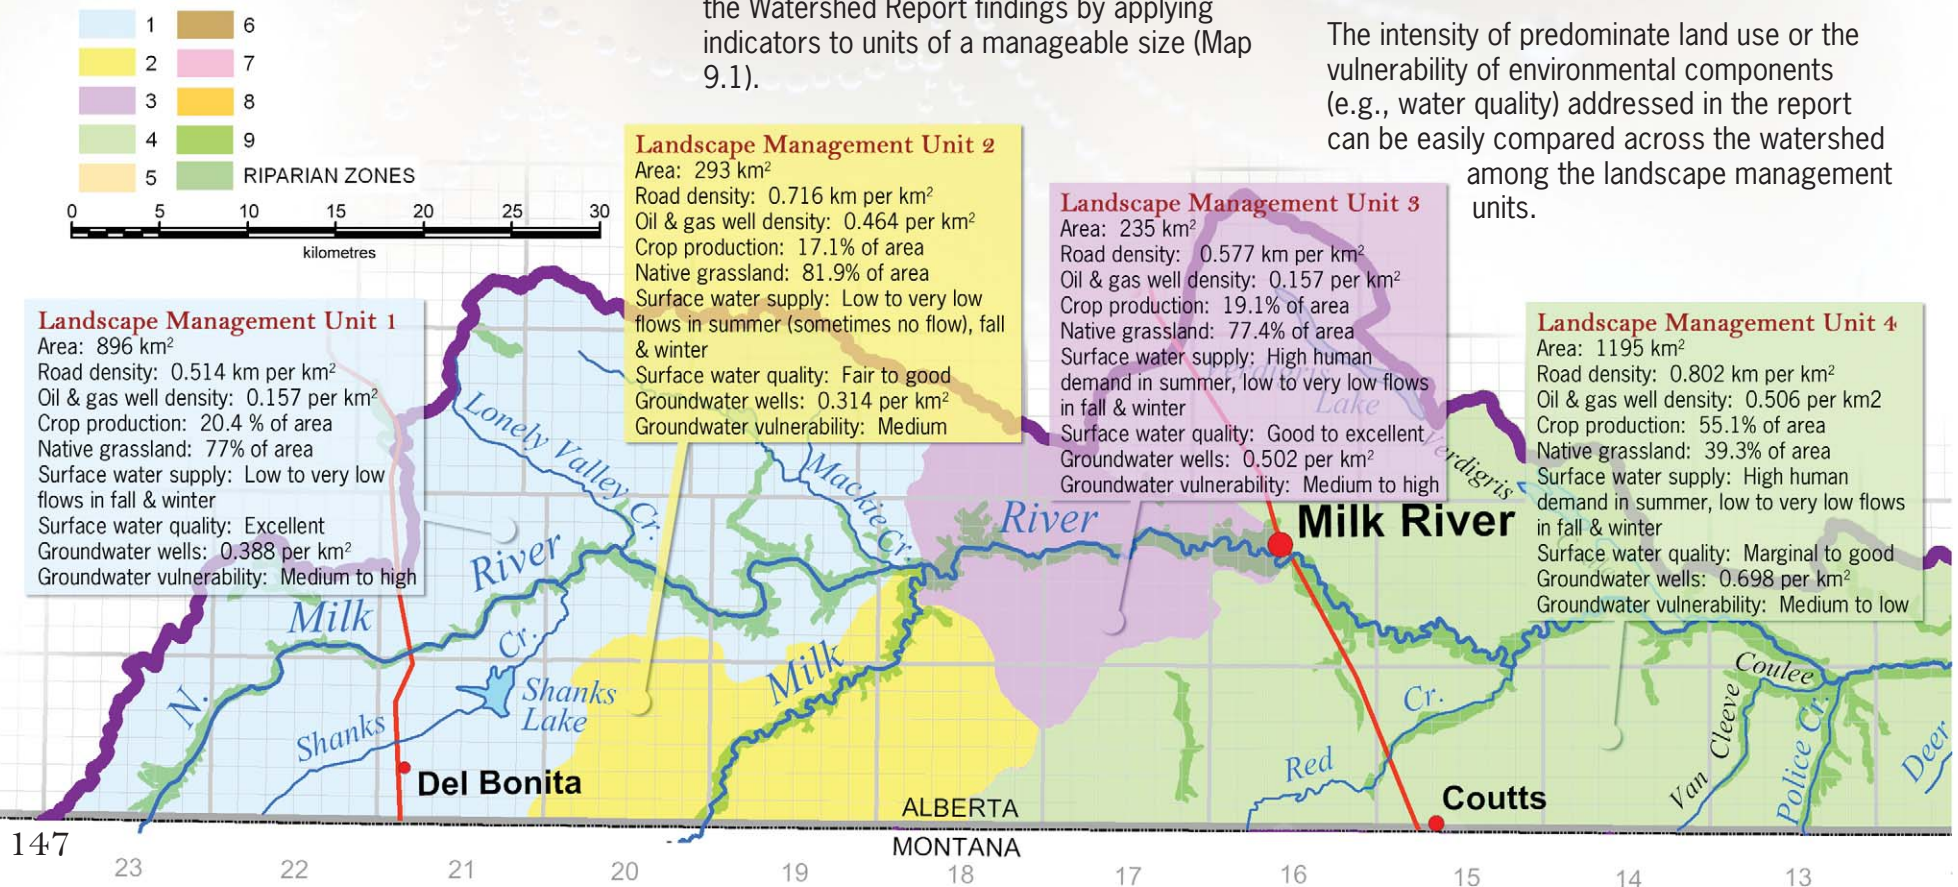 the Watershed Report findings by applying
indicators to units of a manageable size (Map
9.1).
The intensity of predominate land use or the
vulnerability of environmental components
(e.g., water quality) addressed in the report
can be easily compared across the watershed
among the landscape management
units.
1
2
3
4
5
6
7
8
9
RIPARIAN ZONES
0 5 10 15 20 25 30
kilometres
Landscape Management Unit 1
Area: 896 km²
Road density: 0.514 km per km²
Oil & gas well density: 0.157 per km²
Crop production: 20.4 % of area
Native grassland: 77% of area
Surface water supply: Low to very low
flows in fall & winter
Surface water quality: Excellent
Groundwater wells: 0.388 per km²
Groundwater vulnerability: Medium to high
Landscape Management Unit 2
Area: 293 km²
Road density: 0.716 km per km²
Oil & gas well density: 0.464 per km²
Crop production: 17.1% of area
Native grassland: 81.9% of area
Surface water supply: Low to very low
flows in summer (sometimes no flow), fall
& winter
Surface water quality: Fair to good
Groundwater wells: 0.314 per km²
Groundwater vulnerability: Medium
Landscape Management Unit 3
Area: 235 km²
Road density: 0.577 km per km²
Oil & gas well density: 0.157 per km²
Crop production: 19.1% of area
Native grassland: 77.4% of area
Surface water supply: High human
demand in summer, low to very low flows
in fall & winter
Surface water quality: Good to excellent
Groundwater wells: 0.502 per km²
Groundwater vulnerability: Medium to high
Landscape Management Unit 4
Area: 1195 km²
Road density: 0.802 km per km²
Oil & gas well density: 0.506 per km2
Crop production: 55.1% of area
Native grassland: 39.3% of area
Surface water supply: High human
demand in summer, low to very low flows
in fall & winter
Surface water quality: Marginal to good
Groundwater wells: 0.698 per km²
Groundwater vulnerability: Medium to low
Verdigris
Lake
Verdigris
Lonely Valley Cr.
Mackie Cr.
N. Milk River
Milk River
Milk River
Shanks Cr.
Shanks
Lake
Del Bonita
Red Cr.
Coutts
Van Cleeve Coulee
Police Cr.
Deer
ALBERTA
MONTANA
147
23 22 21 20 19 18 17 16 15 14 13